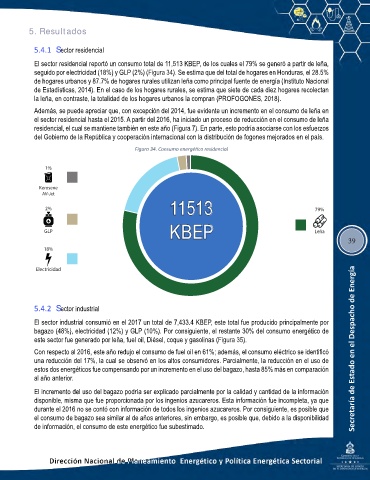 5. Resultados
5.4.1 Sector residencial
El sector residencial reportó un consumo total de 11,513 KBEP, de los cuales el 79% se generó a partir de leña,
seguido por electricidad (18%) y GLP (2%) (Figura 34). Se estima que del total de hogares en Honduras, el 28.5%
de hogares urbanos y 87.7% de hogares rurales utilizan leña como principal fuente de energía (Instituto Nacional
de Estadísticas, 2014). En el caso de los hogares rurales, se estima que siete de cada diez hogares recolectan
la leña, en contraste, la totalidad de los hogares urbanos la compran (PROFOGONES, 2018).
Además, se puede apreciar que, con excepción del 2014, fue evidente un incremento en el consumo de leña en
el sector residencial hasta el 2015. A partir del 2016, ha iniciado un proceso de reducción en el consumo de leña
residencial, el cual se mantiene también en este año (Figura 7). En parte, esto podría asociarse con los esfuerzos
del Gobierno de la República y cooperación internacional con la distribución de fogones mejorados en el país.
Figura 34. Consumo energético residencial
1%
Kerosene
AV Jet
2%
GLP
18%
Electricidad
11513
KBEP
79%
Leña
39
Secretaría de Estado en el Despacho de Energía
5.4.2 Sector industrial
El sector industrial consumió en el 2017 un total de 7,433.4 KBEP, este total fue producido principalmente por
bagazo (48%), electricidad (12%) y GLP (10%). Por consiguiente, el restante 30% del consumo energético de
este sector fue generado por leña, fuel oil, Diésel, coque y gasolinas (Figura 35).
Con respecto al 2016, este año redujo el consumo de fuel oil en 61%; además, el consumo eléctrico se identificó
una reducción del 17%, la cual se observó en los altos consumidores. Parcialmente, la reducción en el uso de
estos dos energéticos fue compensando por un incremento en el uso del bagazo, hasta 85% más en comparación
al año anterior.
El incremento del uso del bagazo podría ser explicado parcialmente por la calidad y cantidad de la información
disponible, misma que fue proporcionada por los ingenios azucareros. Esta información fue incompleta, ya que
durante el 2016 no se contó con información de todos los ingenios azucareros. Por consiguiente, es posible que
el consumo de bagazo sea similar al de años anteriores, sin embargo, es posible que, debido a la disponibilidad
de información, el consumo de este energético fue subestimado.
Dirección Nacional de Planeamiento Energético y Política Energética Sectorial